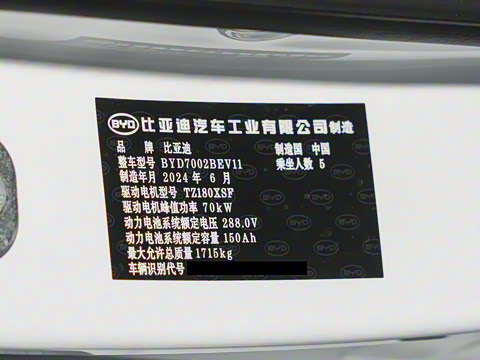 BYD 比亚迪汽车工业有限公司制造
品 牌 比亚迪 制造国 中国
整车型号 BYD7002BEV11 乘坐人数 5
制造年月 2024 年 6 月
驱动电机型号 TZ180XSF
驱动电机峰值功率 70kW
动力电池系统额定电压 288.0V
动力电池系统额定容量 150Ah
最大允许总质量 1715kg
车辆识别代号